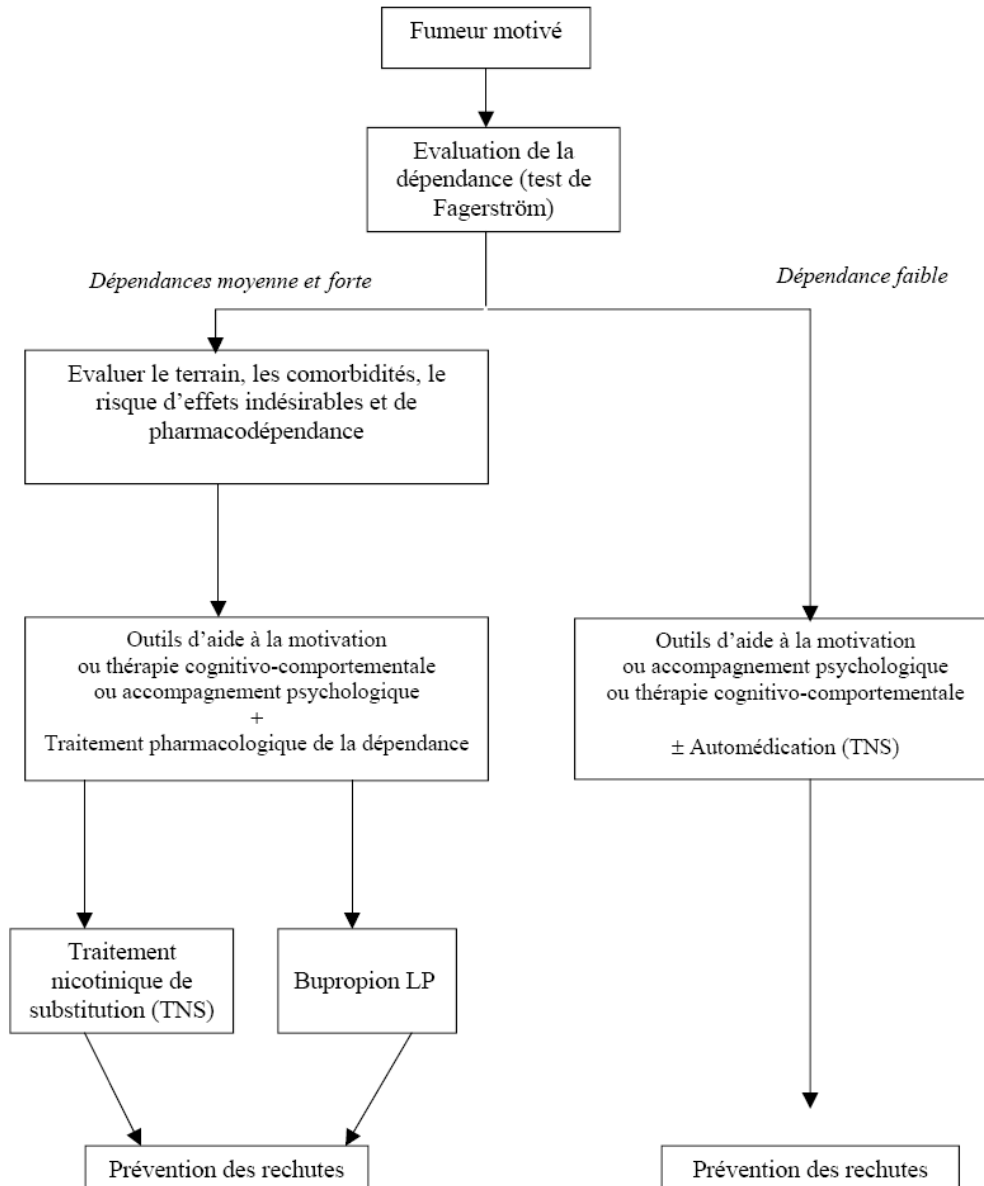 Fumeur motivé
Evaluation de la
dépendance (test de
Fagerström)
Dépendances moyenne et forte
Dépendance faible
Evaluer le terrain, les comorbidités, le
risque d’effets indésirables et de
pharmacodépendance
Outils d’aide à la motivation
ou thérapie cognitivo-comportementale
ou accompagnement psychologique
+
Traitement pharmacologique de la dépendance
Outils d’aide à la motivation
ou accompagnement psychologique
ou thérapie cognitivo-comportementale
± Automédication (TNS)
Traitement
nicotinique de
substitution (TNS)
Bupropion LP
Prévention des rechutes
Prévention des rechutes